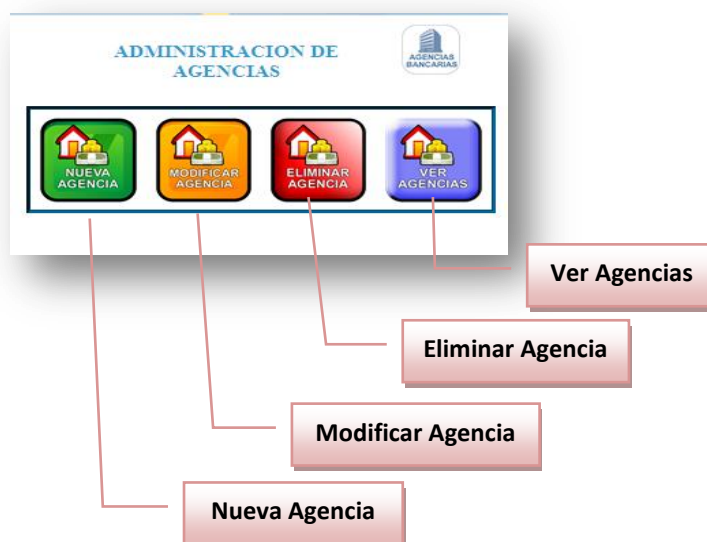 ADMINISTRACION DE
AGENCIAS
AGENCIAS
BANCARIAS
NUEVA
AGENCIA
MODIFICAR
AGENCIA
ELIMINAR
AGENCIA
VER
AGENCIAS
Ver Agencias
Eliminar Agencia
Modificar Agencia
Nueva Agencia